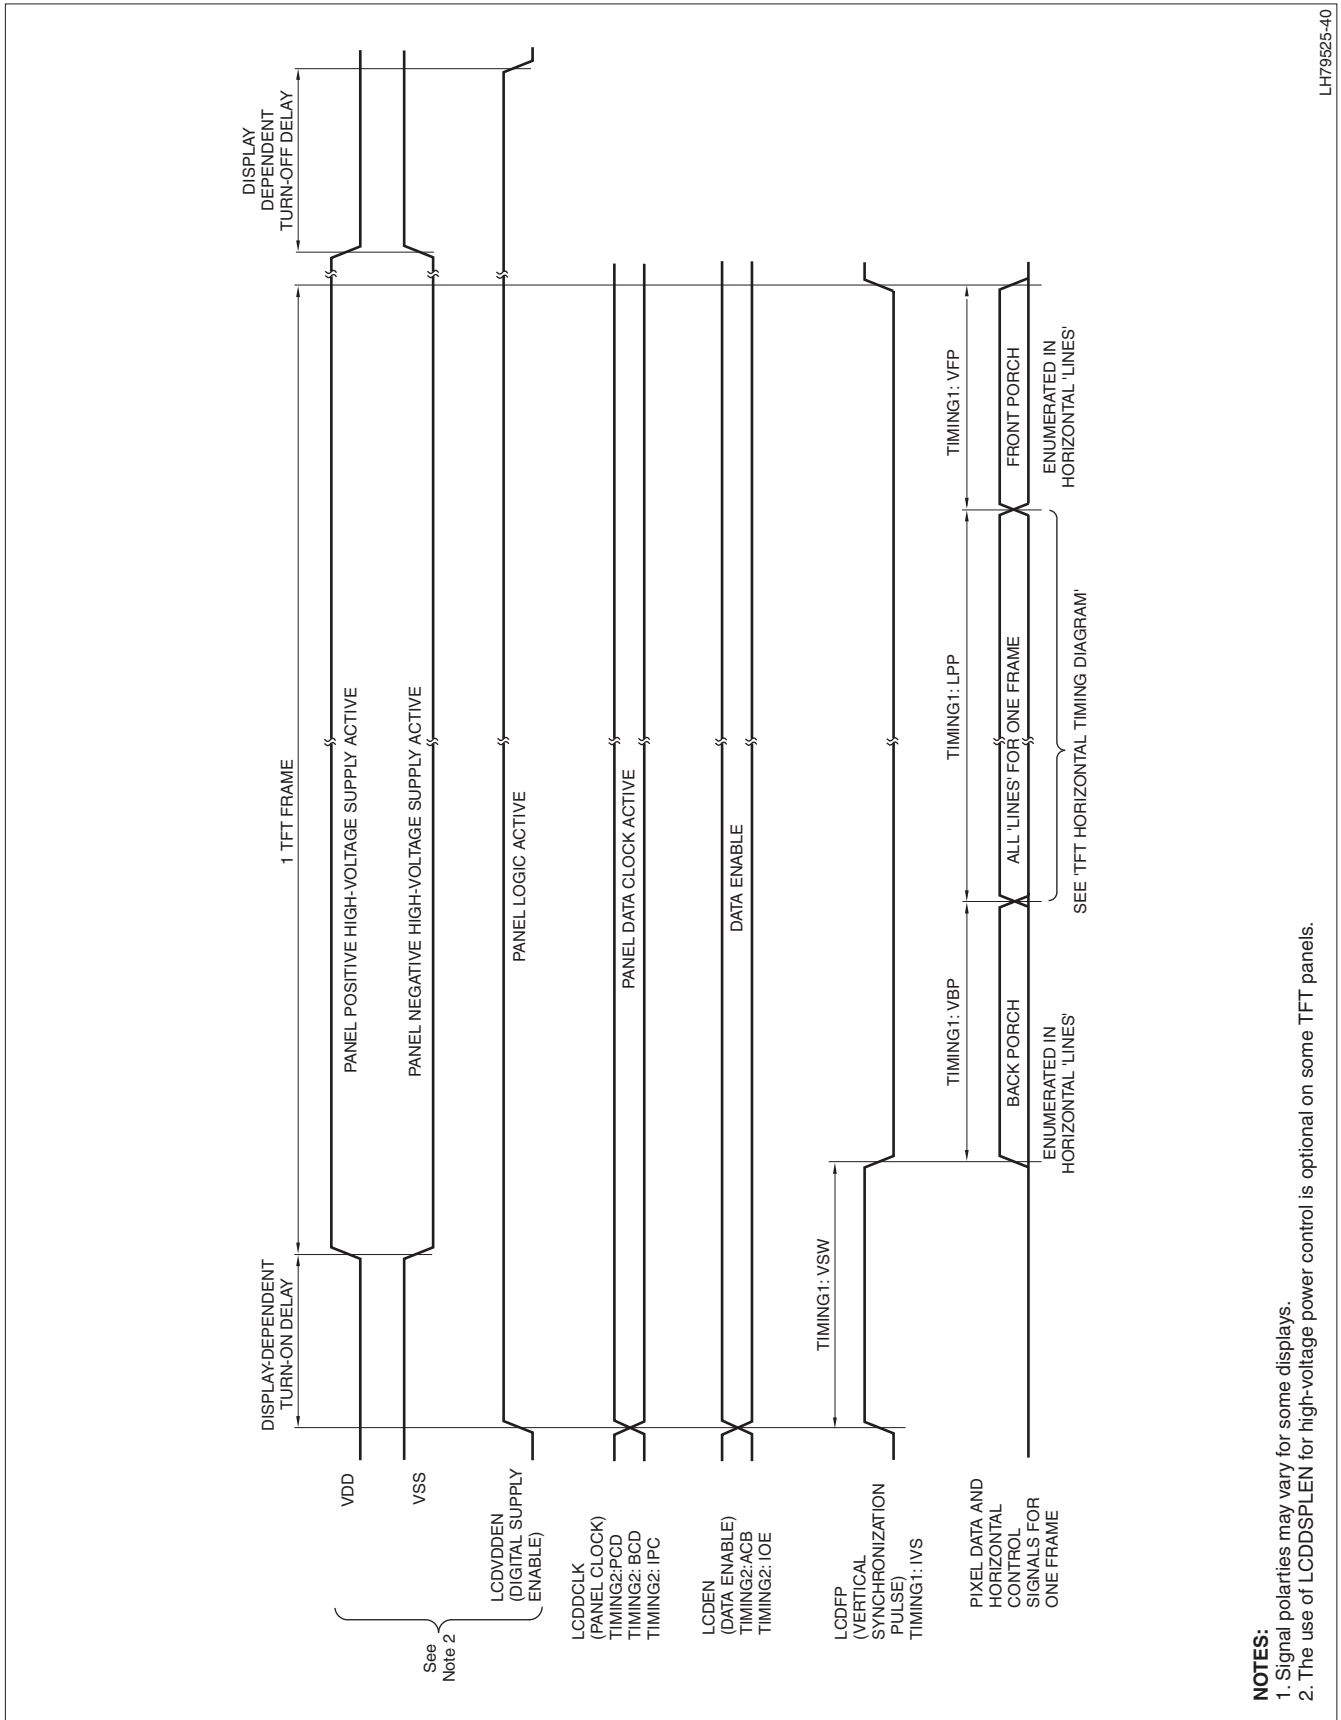 DISPLAY
DEPENDENT
TURN-OFF DELAY
1 TFT FRAME
DISPLAY-DEPENDENT
TURN-ON DELAY
VDD
PANEL POSITIVE HIGH-VOLTAGE SUPPLY ACTIVE
VSS
PANEL NEGATIVE HIGH-VOLTAGE SUPPLY ACTIVE
See
Note 2
LCDVDDEN
(DIGITAL SUPPLY
ENABLE)
PANEL LOGIC ACTIVE
LCDDCLK
(PANEL CLOCK)
TIMING2:PCD
TIMING2: BCD
TIMING2: IPC
PANEL DATA CLOCK ACTIVE
LCDEN
(DATA ENABLE)
TIMING2:ACB
TIMING2: IOE
DATA ENABLE
TIMING1: VSW
LCDFP
(VERTICAL
SYNCHRONIZATION
PULSE)
TIMING1: IVS
TIMING1: VBP
TIMING1: LPP
TIMING1: VFP
PIXEL DATA AND
HORIZONTAL
CONTROL
SIGNALS FOR
ONE FRAME
BACK PORCH
ALL 'LINES' FOR ONE FRAME
FRONT PORCH
ENUMERATED IN
HORIZONTAL 'LINES'
SEE 'TFT HORIZONTAL TIMING DIAGRAM'
ENUMERATED IN
HORIZONTAL 'LINES'
NOTES:
1. Signal polarties may vary for some displays.
2. The use of LCDDSPLEN for high-voltage power control is optional on some TFT panels.
LH79525-40